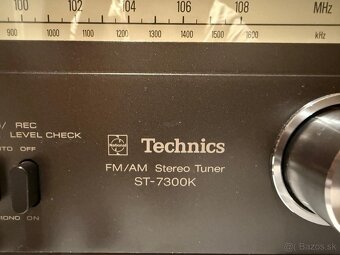 100 102 104 106 108 MHz
900 1000 1100 1200 1300 1400 1500 1600 kHz
REC
LEVEL CHECK
OFF
National
Technics
FM/AM Stereo Tuner
ST-7300K
ON
© Bazos.sk